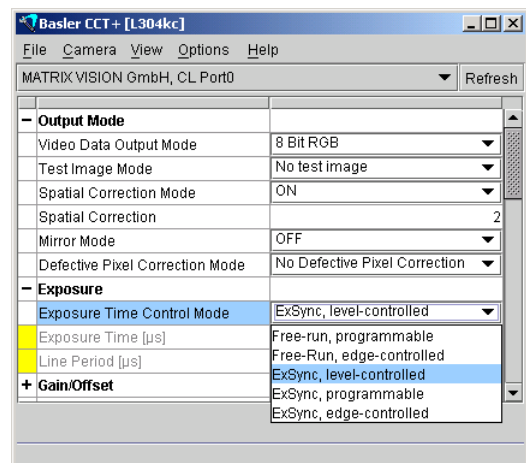 Basler CCT+ [L304kc]
File Camera View Options Help
MATRIX VISION GmbH, CL Port0 Refresh
Output Mode
Video Data Output Mode 8 Bit RGB
Test Image Mode No test image
Spatial Correction Mode ON
Spatial Correction 2
Mirror Mode OFF
Defective Pixel Correction Mode No Defective Pixel Correction
Exposure
Exposure Time Control Mode ExSync, level-controlled
Exposure Time [µs] Free-run, programmable
Free-Run, edge-controlled
Line Period [µs] ExSync, level-controlled
Gain/Offset ExSync, programmable
ExSync, edge-controlled